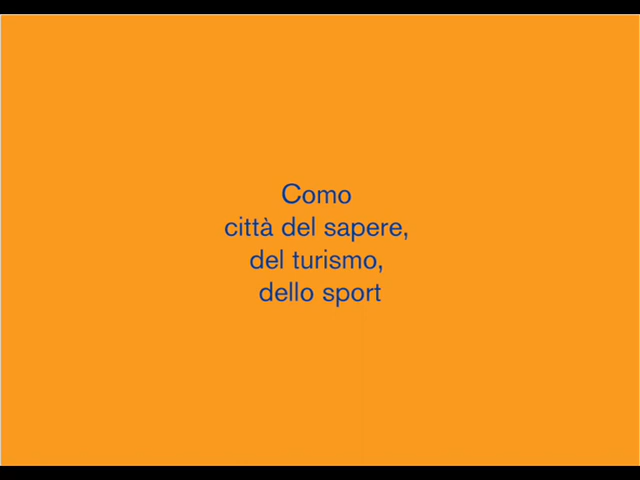 Como
città del sapere,
del turismo,
dello sport